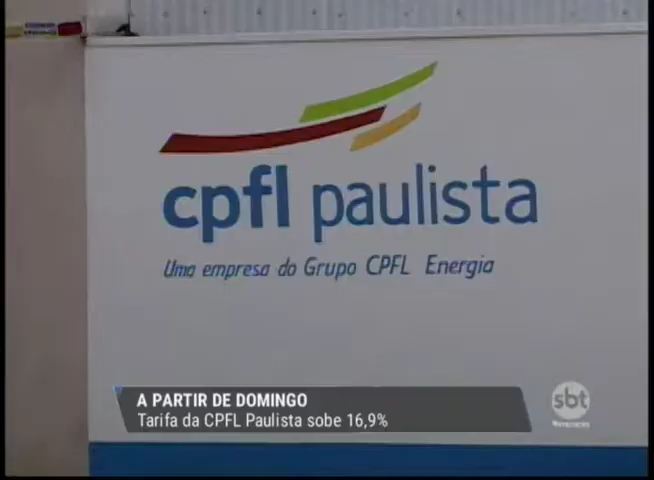 cpfl paulista
Uma empresa do Grupo CPFL Energia
A PARTIR DE DOMINGO
Tarifa da CPFL Paulista sobe 16,9%
sbt